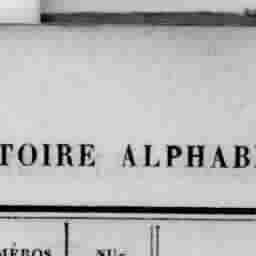 TOIRE ALPHAB
MÉROS NU-